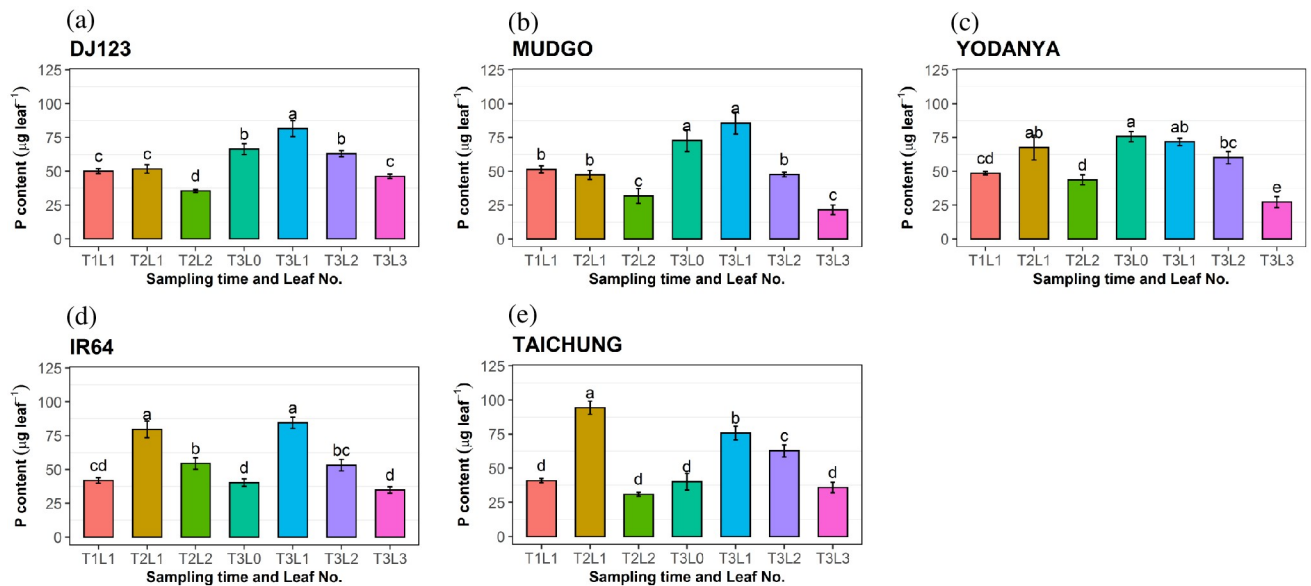 (a)
DJ123
P content (µg leaf⁻¹)
125
100
75
50
25
0
c
c
d
b
a
b
c
T1L1 T2L1 T2L2 T3L0 T3L1 T3L2 T3L3
Sampling time and Leaf No.
(b)
MUDGO
P content (µg leaf⁻¹)
125
100
75
50
25
0
b
b
c
a
a
b
c
T1L1 T2L1 T2L2 T3L0 T3L1 T3L2 T3L3
Sampling time and Leaf No.
(c)
YODANYA
P content (µg leaf⁻¹)
125
100
75
50
25
0
cd
ab
d
a
ab
bc
e
T1L1 T2L1 T2L2 T3L0 T3L1 T3L2 T3L3
Sampling time and Leaf No.
(d)
IR64
P content (µg leaf⁻¹)
125
100
75
50
25
0
cd
a
b
d
a
bc
d
T1L1 T2L1 T2L2 T3L0 T3L1 T3L2 T3L3
Sampling time and Leaf No.
(e)
TAICHUNG
P content (µg leaf⁻¹)
125
100
75
50
25
0
d
a
d
d
b
c
d
T1L1 T2L1 T2L2 T3L0 T3L1 T3L2 T3L3
Sampling time and Leaf No.